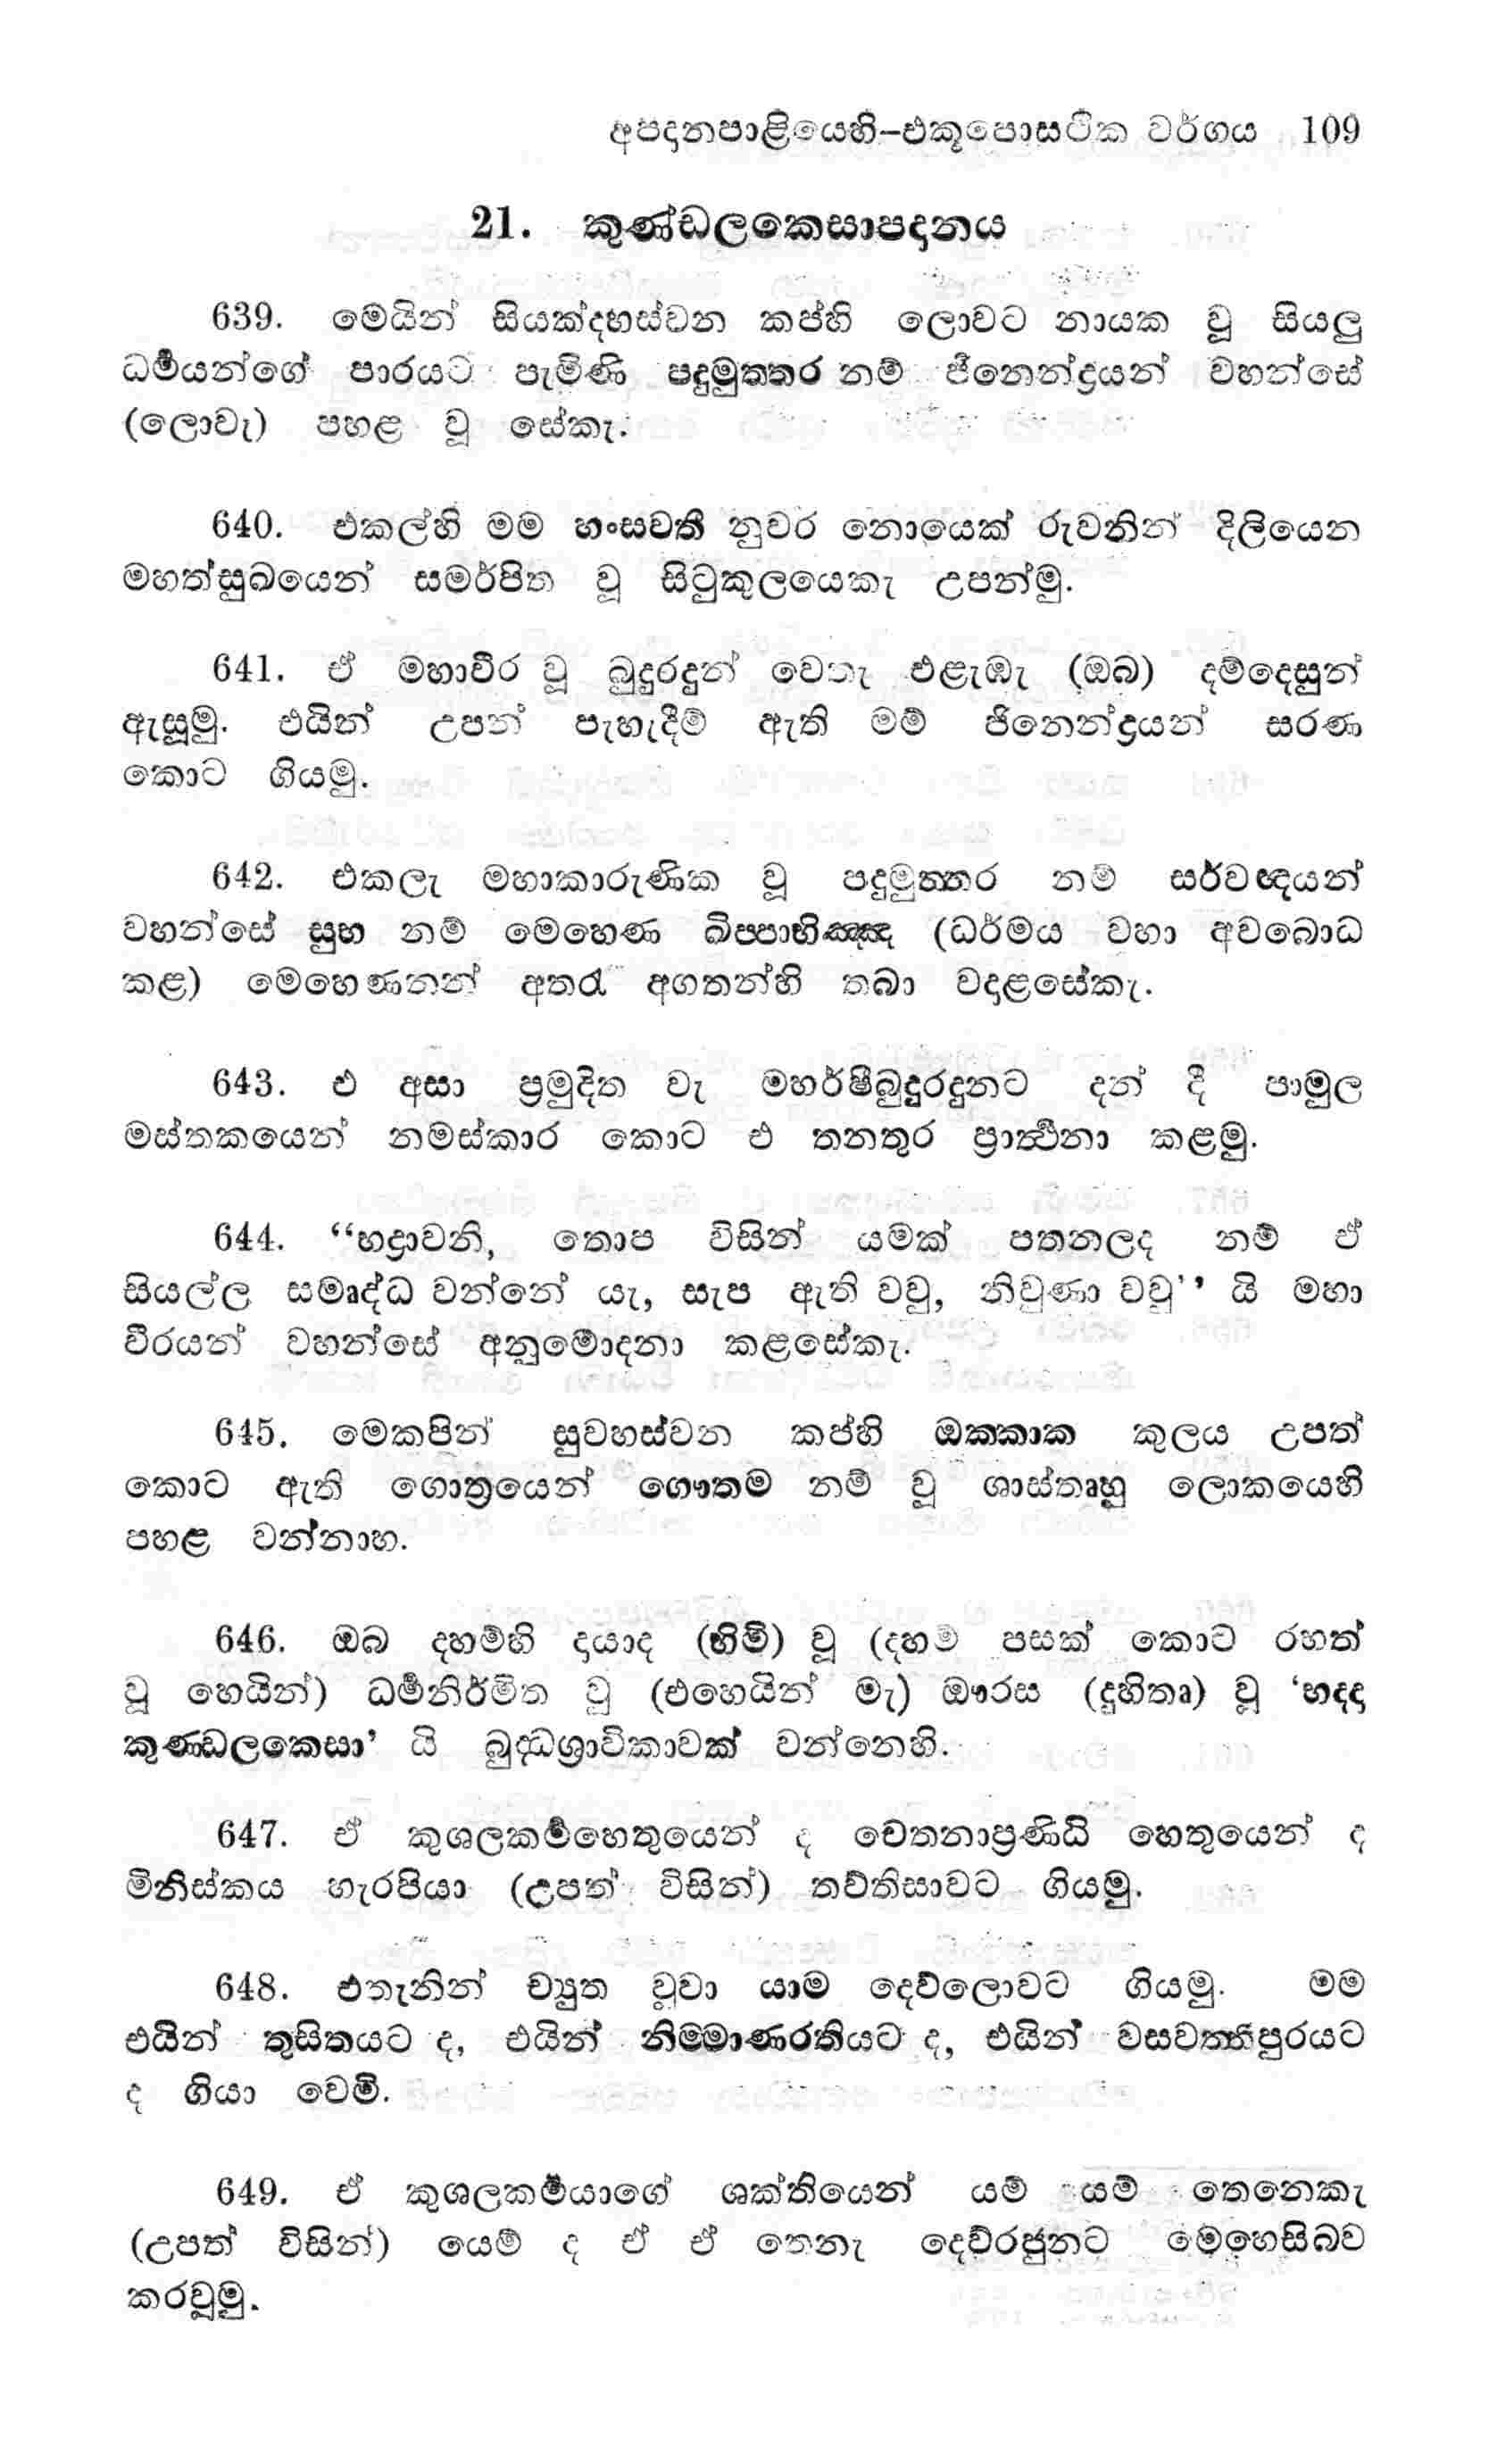 අපදානපාළියෙහි–එකූපොසථික වර්ගය 109
21. කුණ්ඩලකෙසාපදානය
639. මෙයින් සියක්දහස්වන කප්හි ලොවට නායක වූ සියලු
ධර්‍මයන්ගේ පාරයට පැමිණි පදුමුත්තර නම් ජිනෙන්ද්‍රයන් වහන්සේ
(ලොවැ) පහළ වූ සේකැ.
640. එකල්හි මම හංසවතී නුවර නොයෙක් රුවනින් දිලියෙන
මහත්සුඛයෙන් සමර්පිත වූ සිටුකුලයෙකැ උපන්මු.
641. ඒ මහාවීර වූ බුදුරදුන් වෙතැ එළැඹැ (ඔබ) දම්දෙසුන්
ඇසූමු. එයින් උපන් පැහැදීම් ඇති මම් ජිනෙන්ද්‍රයන් සරණ
කොට ගියමු.
642. එකලැ මහාකාරුණික වූ පදුමුත්තර නම් සර්වඥයන්
වහන්සේ සුභ නම් මෙහෙණ ඛිප්පාභිඤ්ඤ (ධර්මය වහා අවබොධ
කළ) මෙහෙණනන් අතරැ අගතන්හි තබා වදාළසේකැ.
643. එ අසා ප්‍රමුදිත වැ මහර්ෂීබුදුරදුනට දන් දී පාමුල
මස්තකයෙන් නමස්කාර කොට එ තනතුර ප්‍රාර්‍ථනා කළමු.
644. “භද්‍රාවනි, තොප විසින් යමක් පතනලද නම් ඒ
සියල්ල සමෘද්ධ වන්නේ යැ, සැප ඇති වවු, නිවුණා වවු’’ යි මහා
වීරයන් වහන්සේ අනුමොදනා කළසේකැ.
645. මෙකපින් සුවහස්වන කප්හි ඔක්කාක කුලය උපත්
කොට ඇති ගොත්‍රයෙන් ගෞතම නම් වූ ශාස්තෘහු ලොකයෙහි
පහළ වන්නාහ.
646. ඔබ දහම්හි දායාද (හිමි) වූ (දහම් පසක් කොට රහත්
වූ හෙයින්) ධර්‍මනිර්මිත වූ (එහෙයින් මැ) ඖරස (දුහිතෘ) වූ ‘භද්දා
කුණ්ඩලකෙසා’ යි බුද්ධශ්‍රාවිකාවක් වන්නෙහි.
647. ඒ කුශලකර්‍මහෙතුයෙන් ද චෙතනාප්‍රණිධි හෙතුයෙන් ද
මිනිස්කය හැරපියා (උපත් විසින්) තව්තිසාවට ගියමු.
648. එතැනින් ච්‍යුත වූවා යාම දෙව්ලොවට ගියමු. මම
එයින් තුසිතයට ද, එයින් නිම්මාණරතියට ද, එයින් වසවත්තීපුරයට
ද ගියා වෙමි.
649. ඒ කුශලකර්‍මයාගේ ශක්තියෙන් යම් යම් තෙනෙකැ
(උපත් විසින්) යෙම් ද ඒ ඒ තෙනැ දෙව්රජුනට මෙහෙසිබව
කරවූමු.